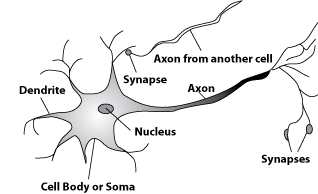 Axon from another cell
Synapse
Dendrite
Axon
Nucleus
Synapses
Cell Body or Soma